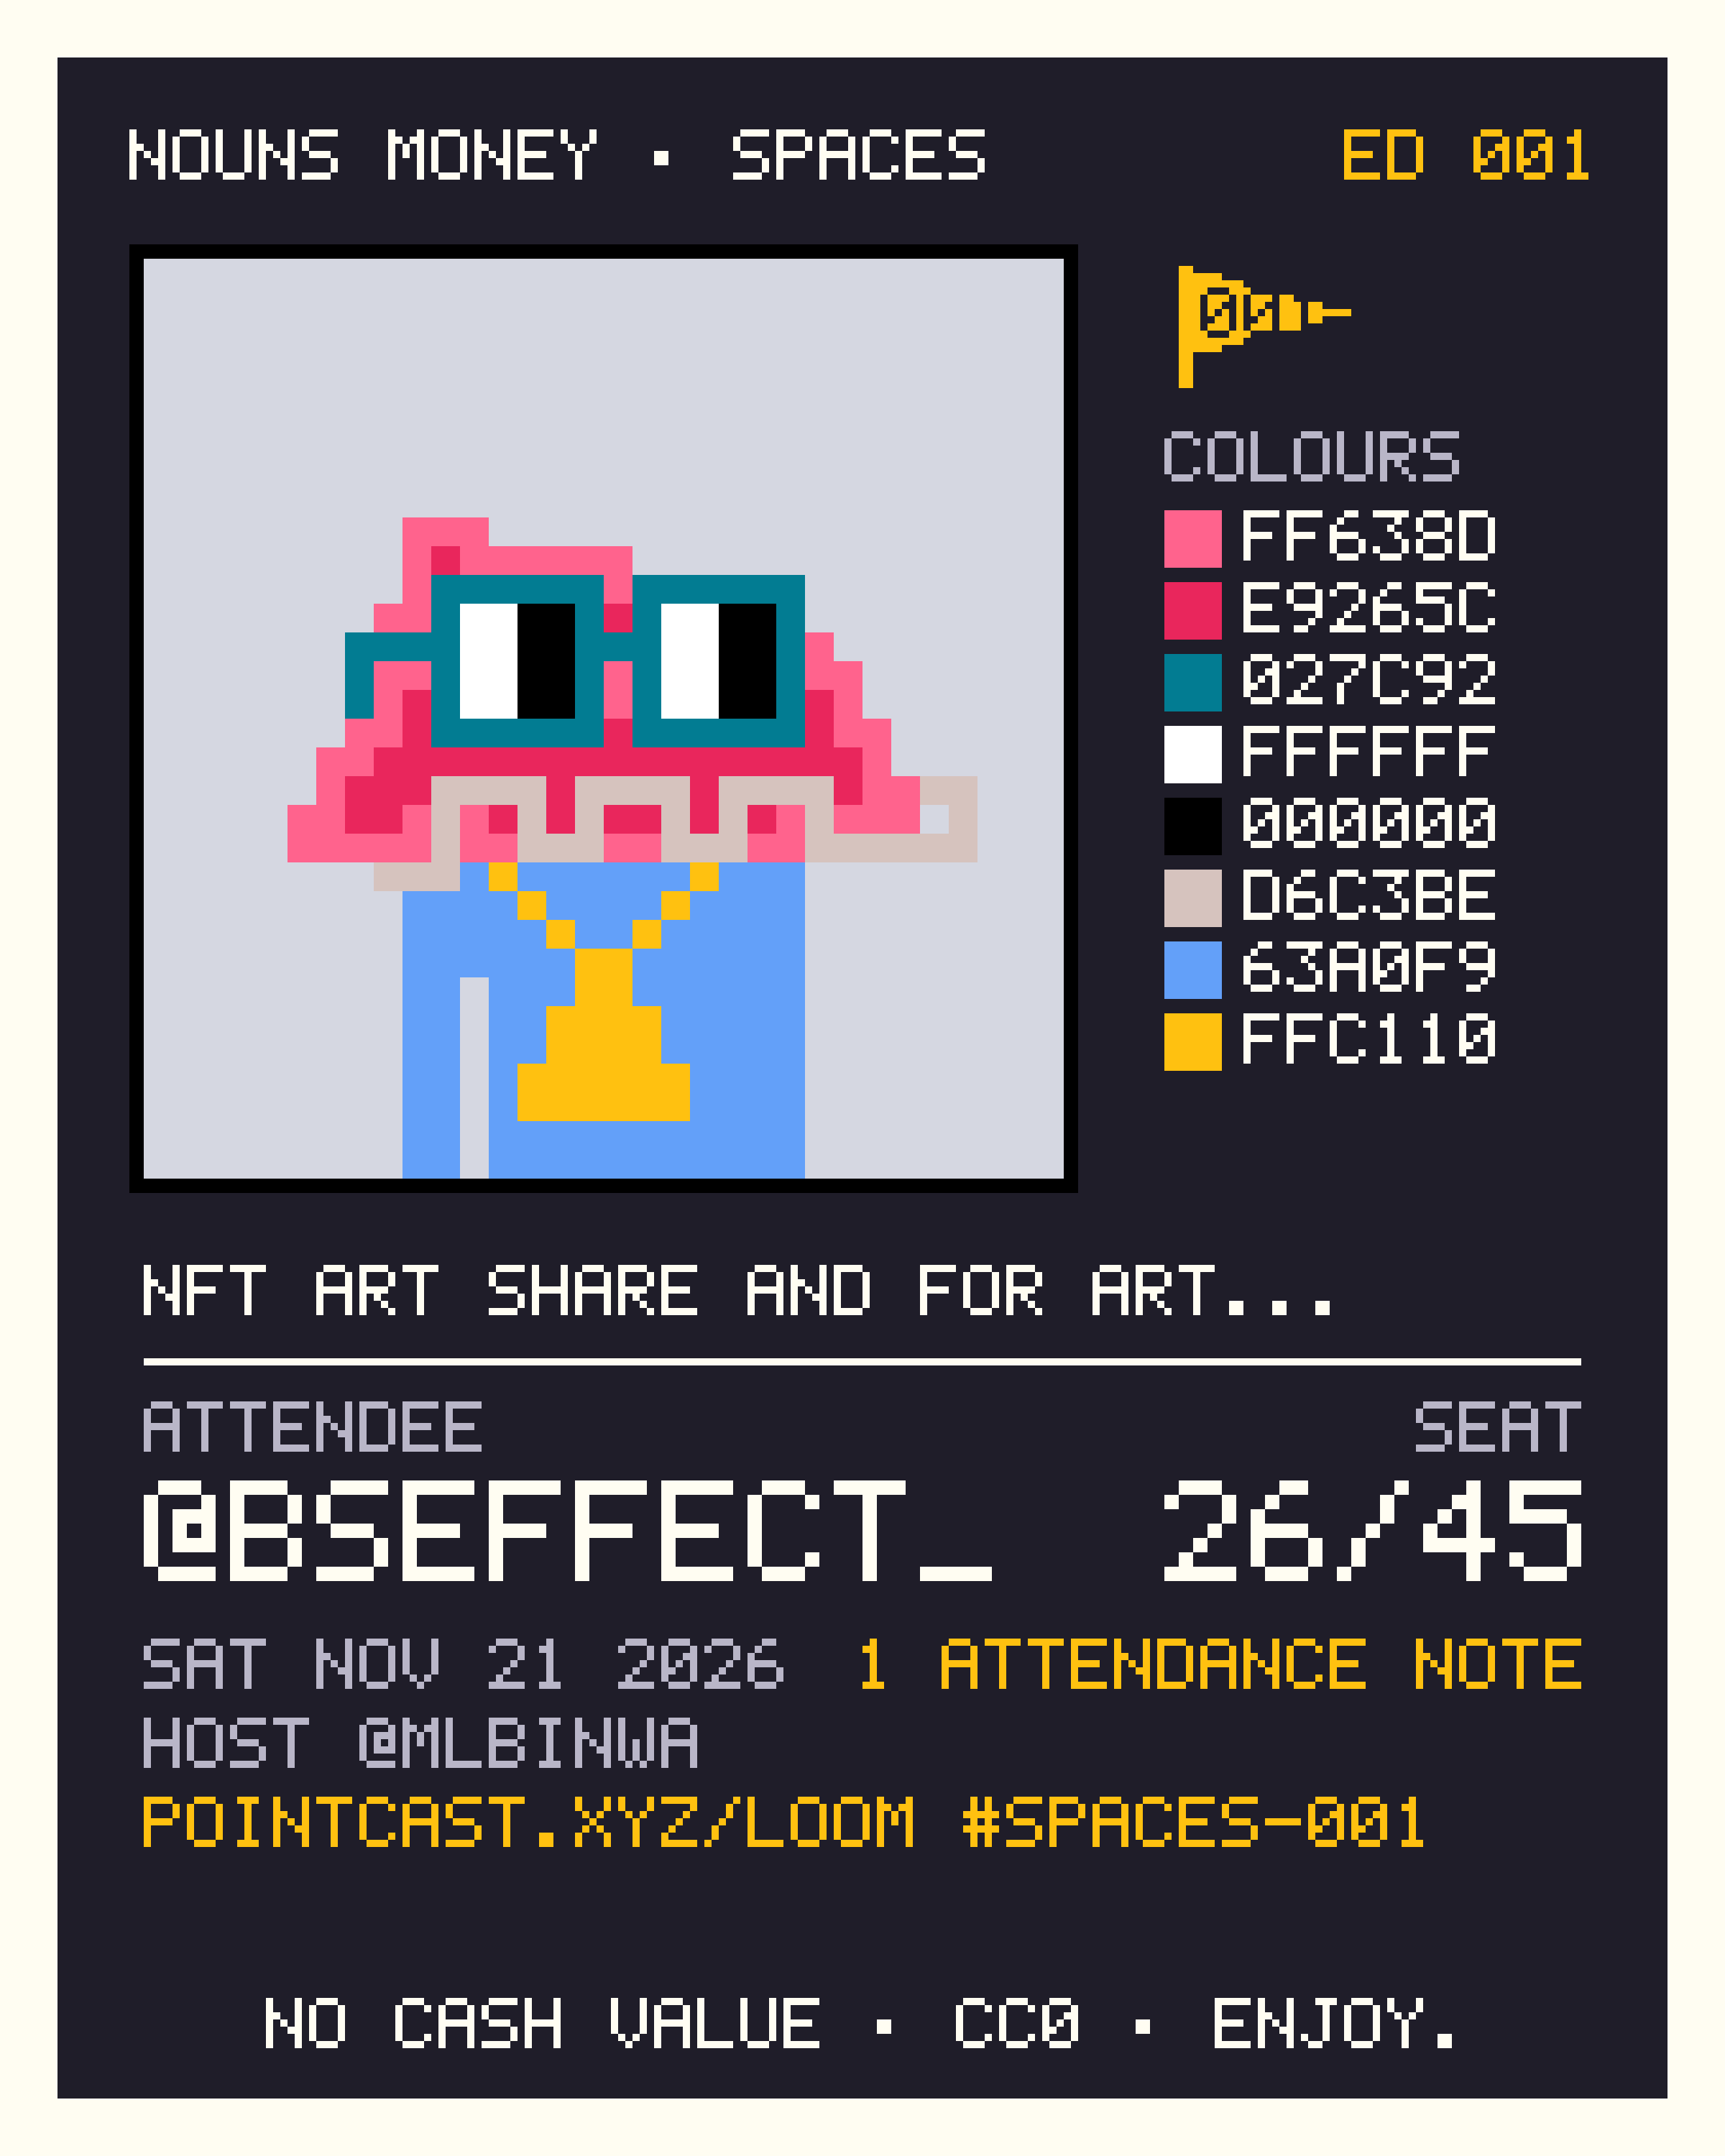 NOUNS MONEY · SPACES
ED 001
COLOURS
FF638D
E9265C
027C92
FFFFFF
000000
D6C3BE
63A0F9
FFC110
NFT ART SHARE AND FOR ART...
ATTENDEE
SEAT
@BSEFFECT_
26/45
SAT NOV 21 2026
1 ATTENDANCE NOTE
HOST @MLBINWA
POINTCAST.XYZ/LOOM #SPACES-001
NO CASH VALUE · CC0 · ENJOY.